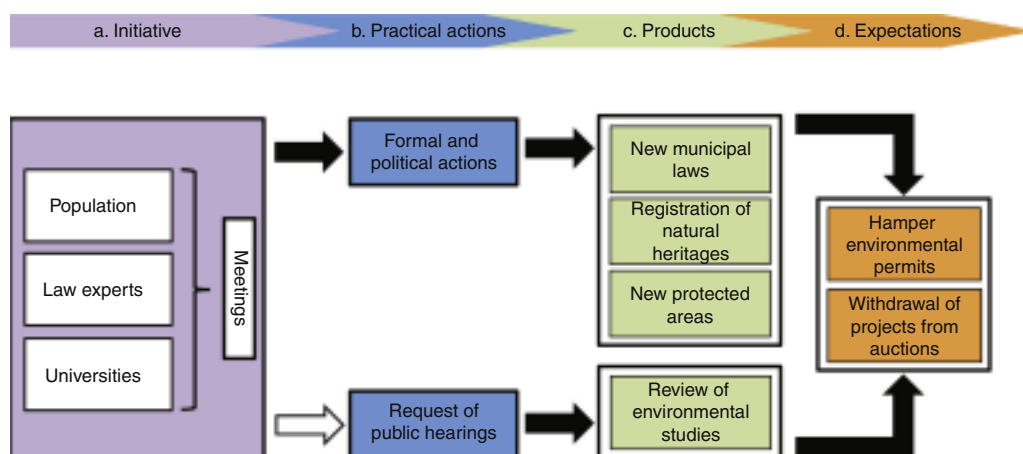 a. Initiative
b. Practical actions
c. Products
d. Expectations
Population
Law experts
Universities
Meetings
Formal and
political actions
Request of
public hearings
New municipal
laws
Registration of
natural
heritages
New protected
areas
Review of
environmental
studies
Hamper
environmental
permits
Withdrawal of
projects from
auctions